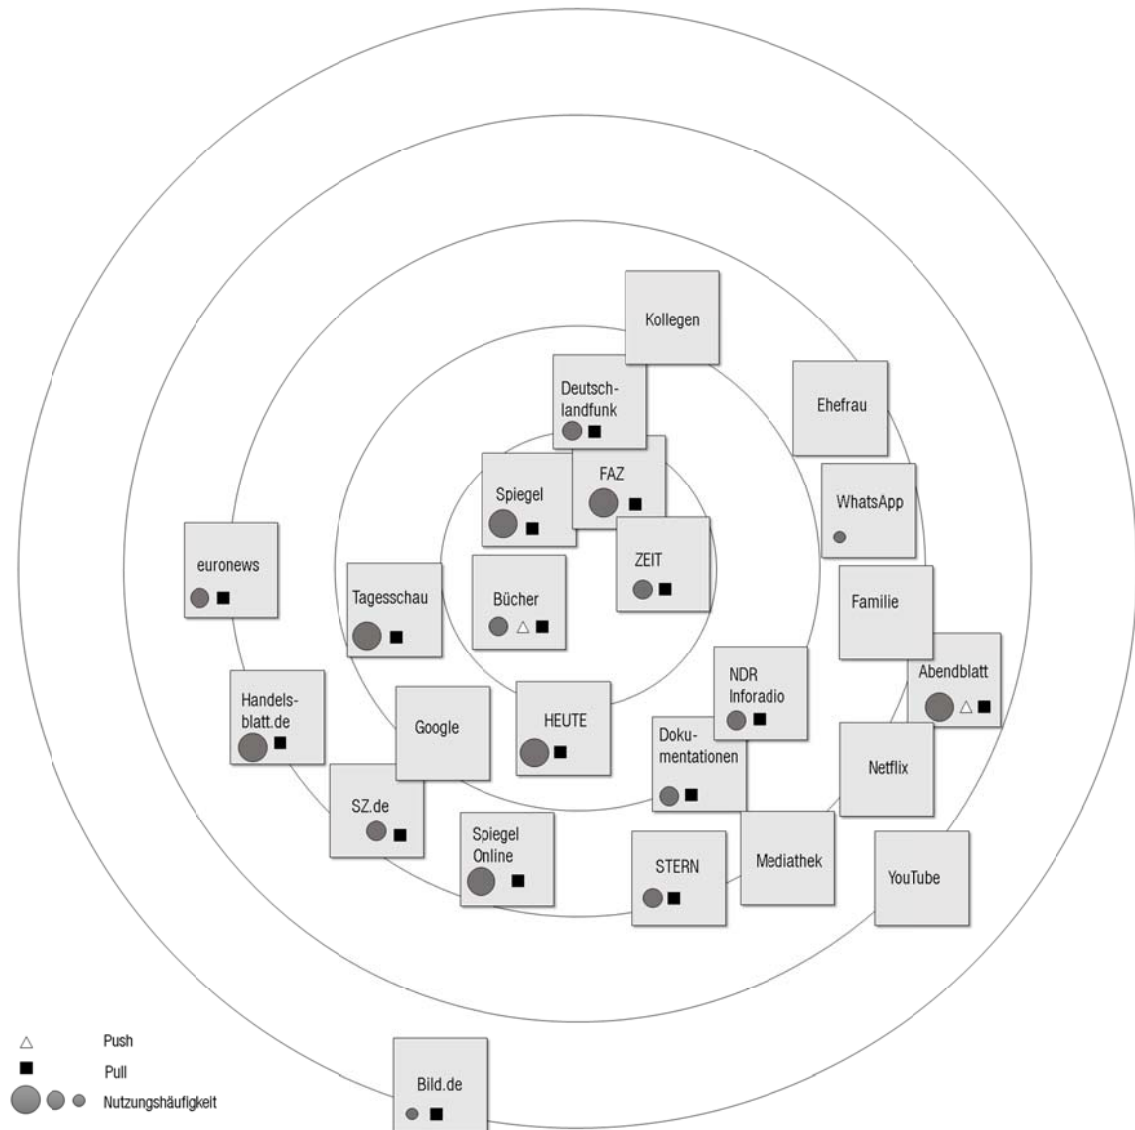 Kollegen
Deutsch-
landfunk
Ehefrau
FAZ
Spiegel
WhatsApp
ZEIT
euronews
Tagesschau
Bücher
Familie
Abendblatt
NDR
Inforadio
Handels-
blatt.de
Google
HEUTE
Doku-
mentationen
Netflix
SZ.de
Spiegel
Online
STERN
Mediathek
YouTube
Bild.de
Push
Pull
Nutzungshäufigkeit